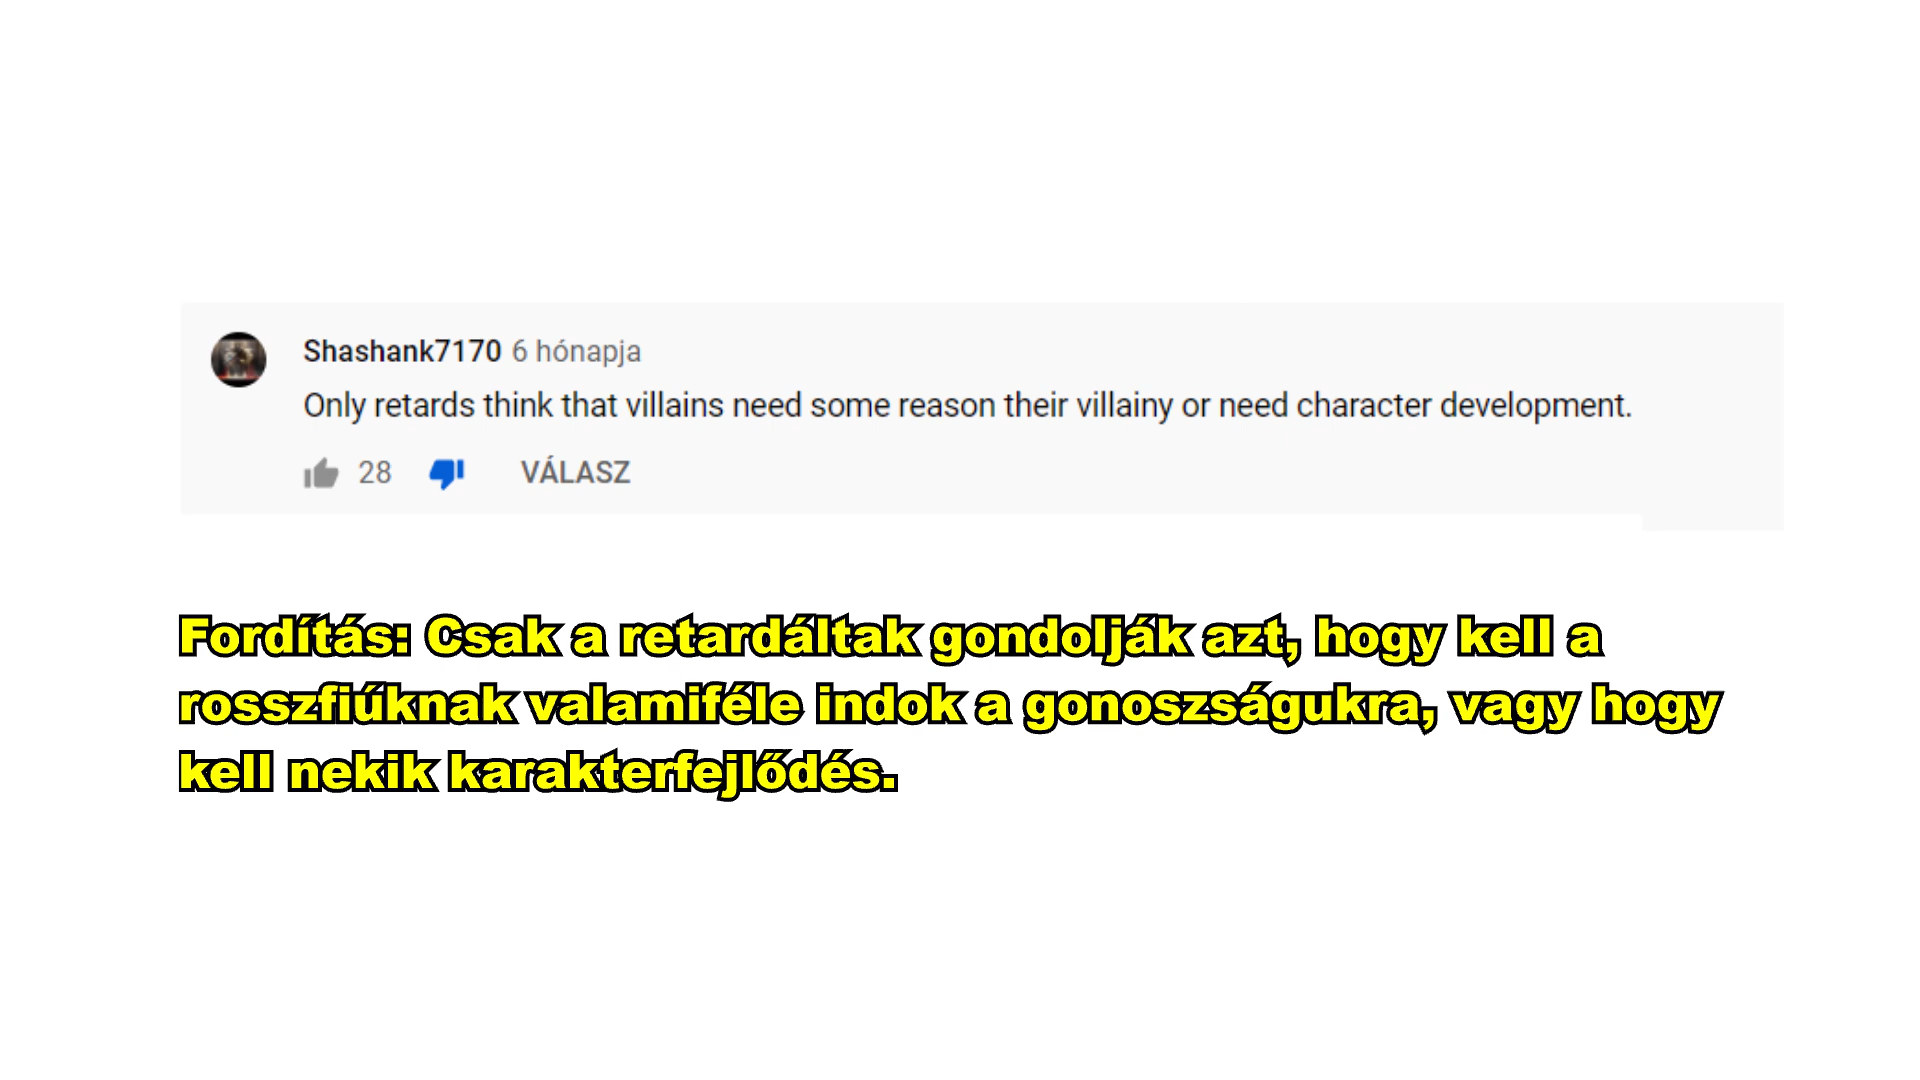 Shashank7170 6 hónapja
Only retards think that villains need some reason their villainy or need character development.
28 VÁLASZ
Fordítás: Csak a retardáltak gondolják azt, hogy kell a
rosszfiúknak valamiféle indok a gonoszságukra, vagy hogy
kell nekik karakterfejlődés.